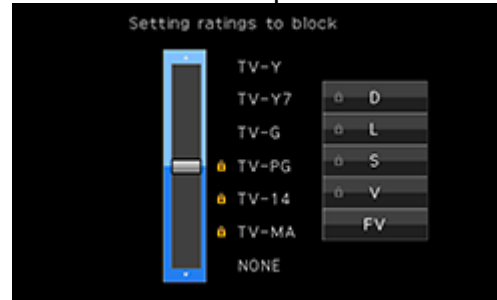 Setting ratings to block
TV-Y
TV-Y7
TV-G
TV-PG
TV-14
TV-MA
NONE
D
L
S
V
FV